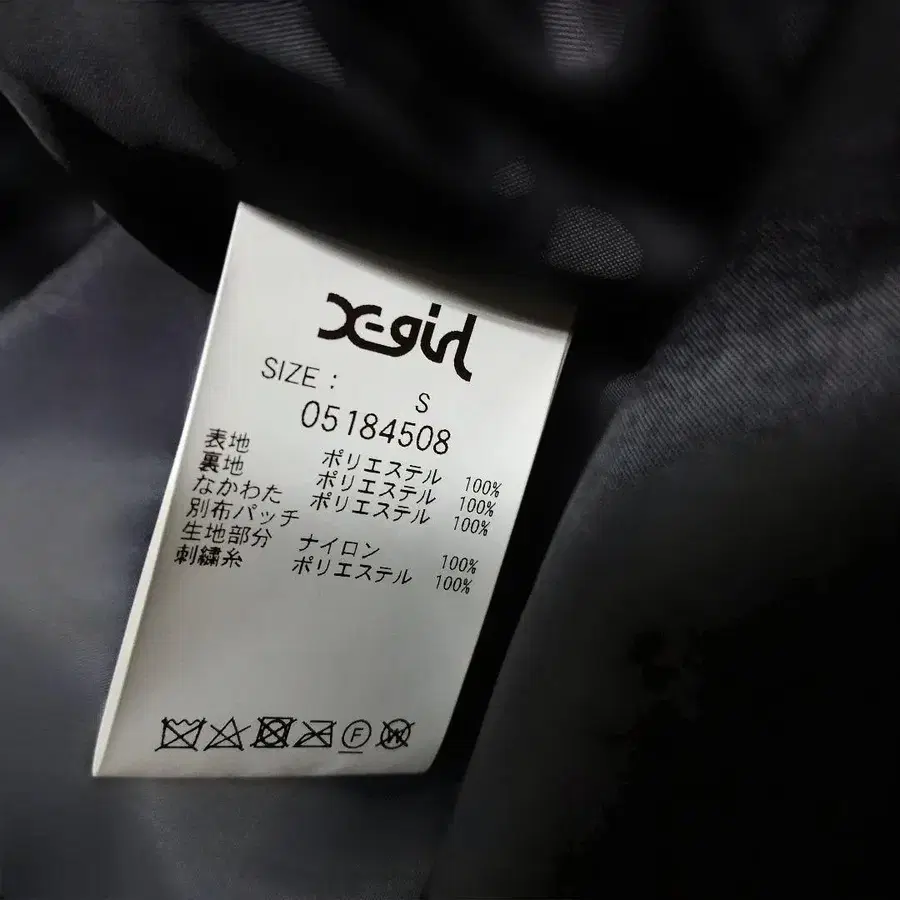 X-girl
SIZE : S
05184508
表地 ポリエステル 100%
裏地 ポリエステル 100%
なかわた ポリエステル 100%
別布パッチ
生地部分 ナイロン 100%
刺繍糸 ポリエステル 100%
F
W